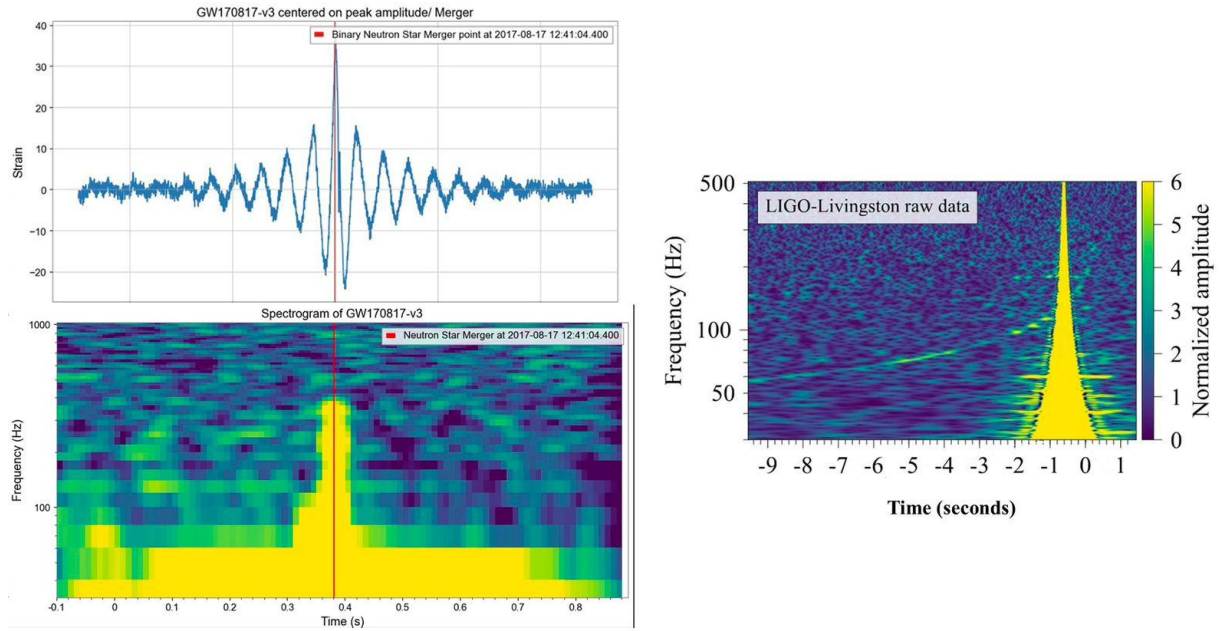 GW170817-v3 centered on peak amplitude/ Merger
Binary Neutron Star Merger point at 2017-08-17 12:41:04.400
40
30
20
10
0
−10
−20
Strain
Spectrogram of GW170817-v3
Neutron Star Merger at 2017-08-17 12:41:04.400
1000
100
Frequency (Hz)
-0.1 0 0.1 0.2 0.3 0.4 0.5 0.6 0.7 0.8
Time (s)
LIGO-Livingston raw data
500
100
50
Frequency (Hz)
-9 -8 -7 -6 -5 -4 -3 -2 -1 0 1
Time (seconds)
6
5
4
3
2
1
0
Normalized amplitude